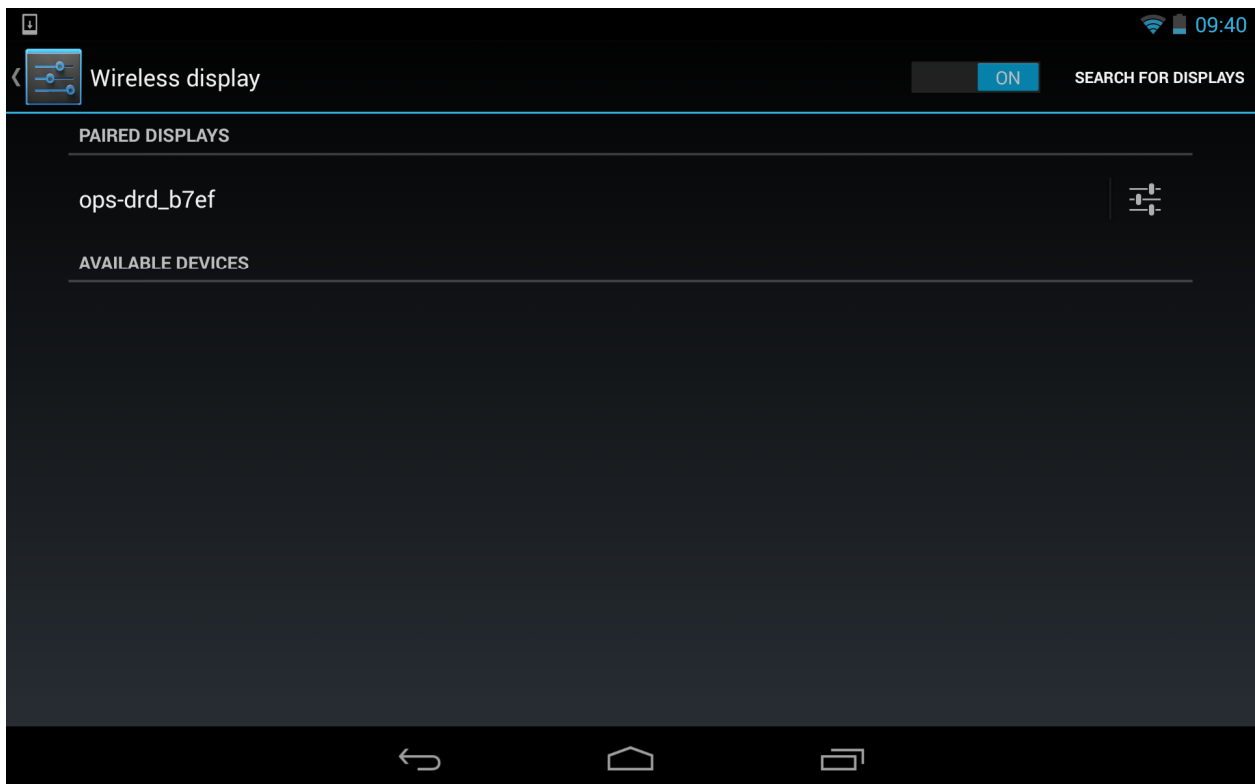 09:40
Wireless display ON SEARCH FOR DISPLAYS
PAIRED DISPLAYS
ops-drd_b7ef
AVAILABLE DEVICES